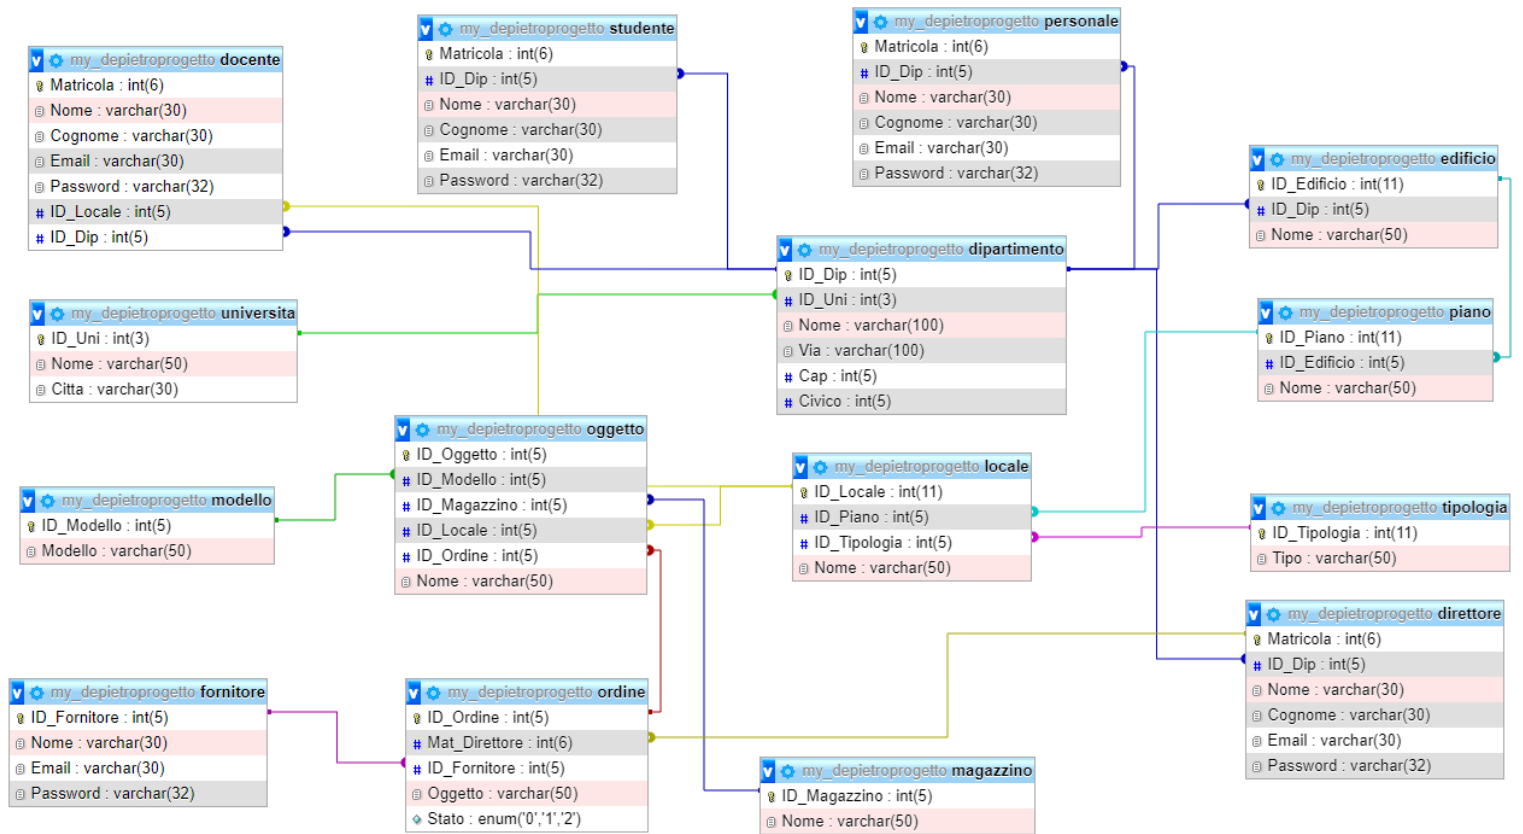 my_depietroprogetto docente
Matricola : int(6)
Nome : varchar(30)
Cognome : varchar(30)
Email : varchar(30)
Password : varchar(32)
ID_Locale : int(5)
ID_Dip : int(5)
my_depietroprogetto studente
Matricola : int(6)
ID_Dip : int(5)
Nome : varchar(30)
Cognome : varchar(30)
Email : varchar(30)
Password : varchar(32)
my_depietroprogetto personale
Matricola : int(6)
ID_Dip : int(5)
Nome : varchar(30)
Cognome : varchar(30)
Email : varchar(30)
Password : varchar(32)
my_depietroprogetto edificio
ID_Edificio : int(11)
ID_Dip : int(5)
Nome : varchar(50)
my_depietroprogetto dipartimento
ID_Dip : int(5)
ID_Uni : int(3)
Nome : varchar(100)
Via : varchar(100)
Cap : int(5)
Civico : int(5)
my_depietroprogetto universita
ID_Uni : int(3)
Nome : varchar(50)
Citta : varchar(30)
my_depietroprogetto piano
ID_Piano : int(11)
ID_Edificio : int(5)
Nome : varchar(50)
my_depietroprogetto oggetto
ID_Oggetto : int(5)
ID_Modello : int(5)
ID_Magazzino : int(5)
ID_Locale : int(5)
ID_Ordine : int(5)
Nome : varchar(50)
my_depietroprogetto locale
ID_Locale : int(11)
ID_Piano : int(5)
ID_Tipologia : int(5)
Nome : varchar(50)
my_depietroprogetto modello
ID_Modello : int(5)
Modello : varchar(50)
my_depietroprogetto tipologia
ID_Tipologia : int(11)
Tipo : varchar(50)
my_depietroprogetto direttore
Matricola : int(6)
ID_Dip : int(5)
Nome : varchar(30)
Cognome : varchar(30)
Email : varchar(30)
Password : varchar(32)
my_depietroprogetto fornitore
ID_Fornitore : int(5)
Nome : varchar(30)
Email : varchar(30)
Password : varchar(32)
my_depietroprogetto ordine
ID_Ordine : int(5)
Mat_Direttore : int(6)
ID_Fornitore : int(5)
Oggetto : varchar(50)
Stato : enum('0','1','2')
my_depietroprogetto magazzino
ID_Magazzino : int(5)
Nome : varchar(50)